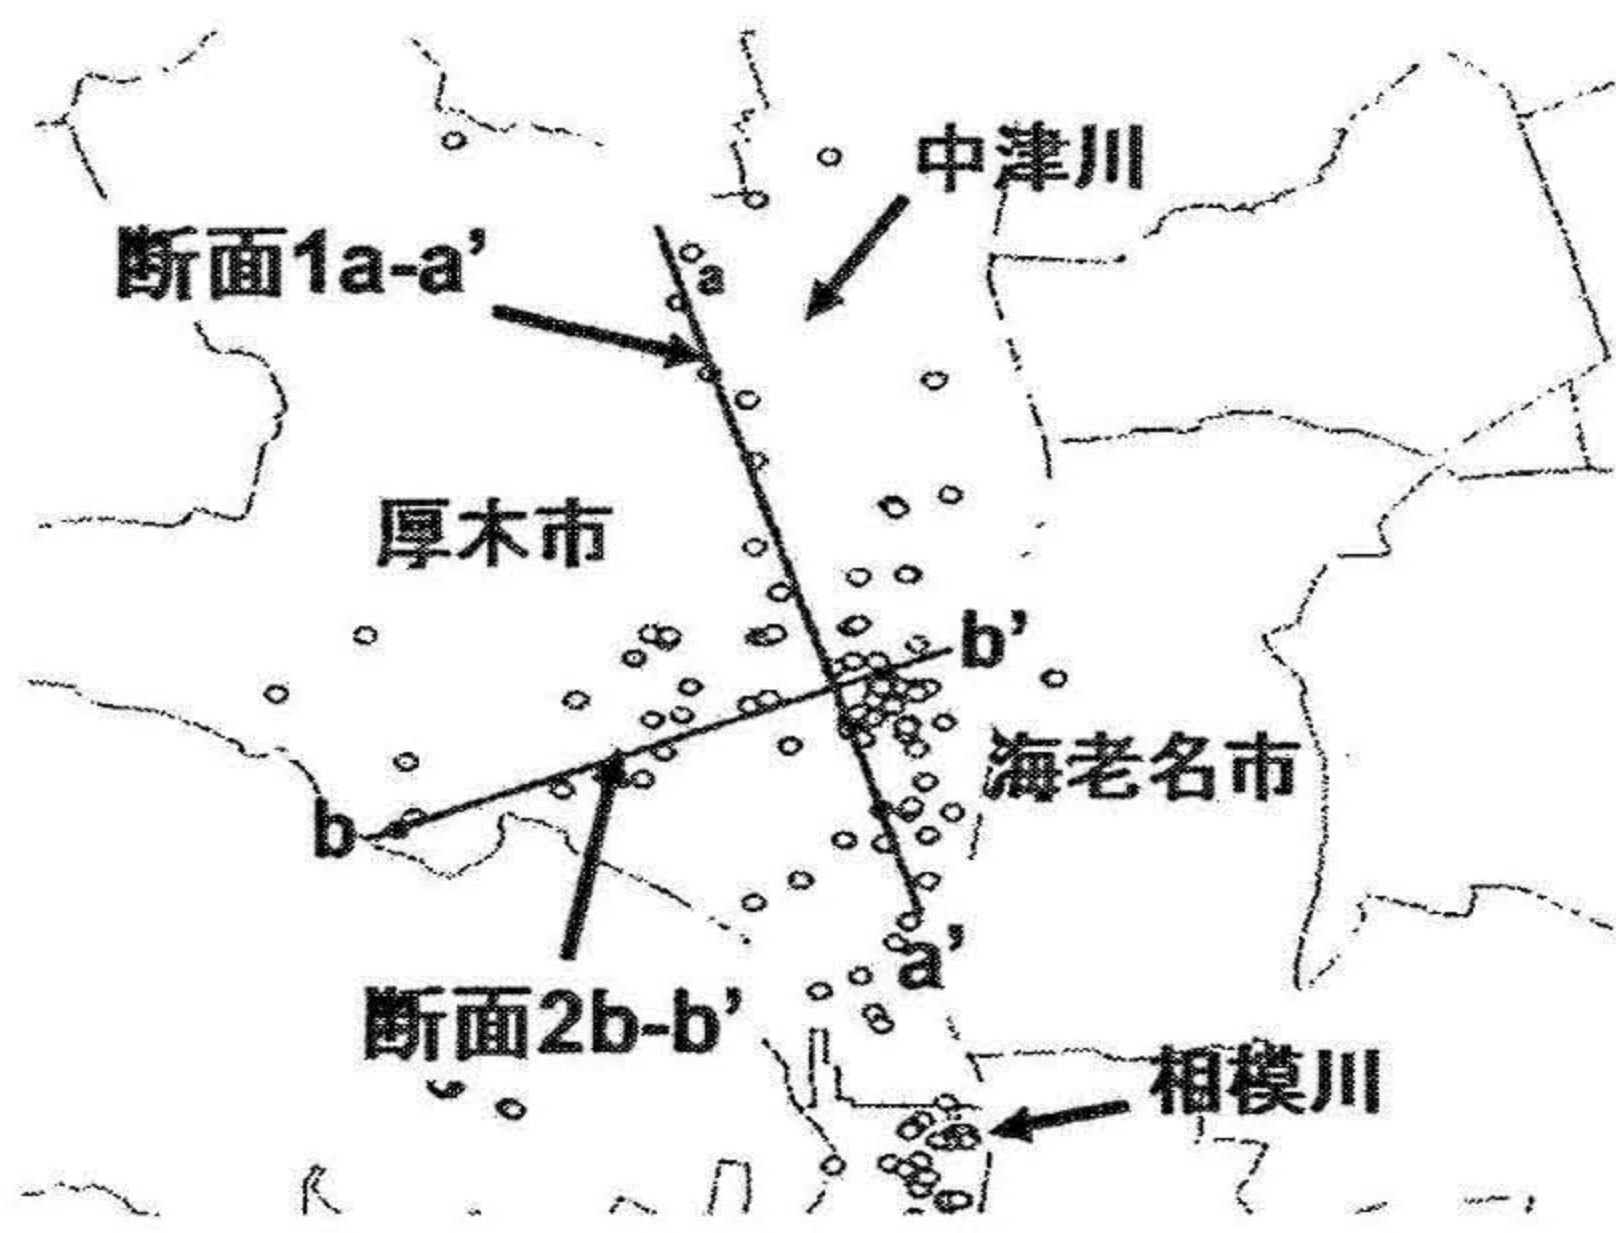 中津川
断面1a-a’
a
厚木市
b’
海老名市
b
a’
断面2b-b’
相模川